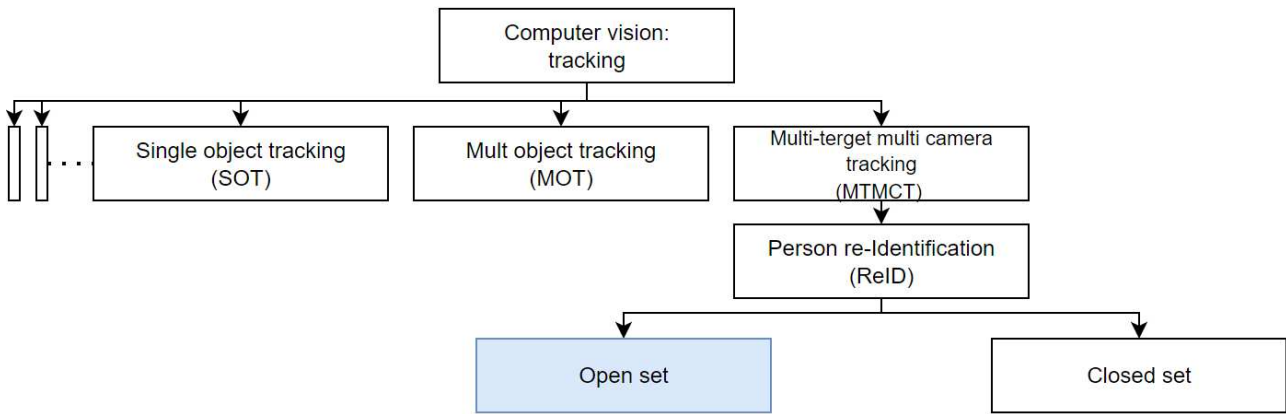 Computer vision:
tracking
Single object tracking
(SOT)
Mult object tracking
(MOT)
Multi-terget multi camera
tracking
(MTMCT)
Person re-Identification
(ReID)
Open set
Closed set